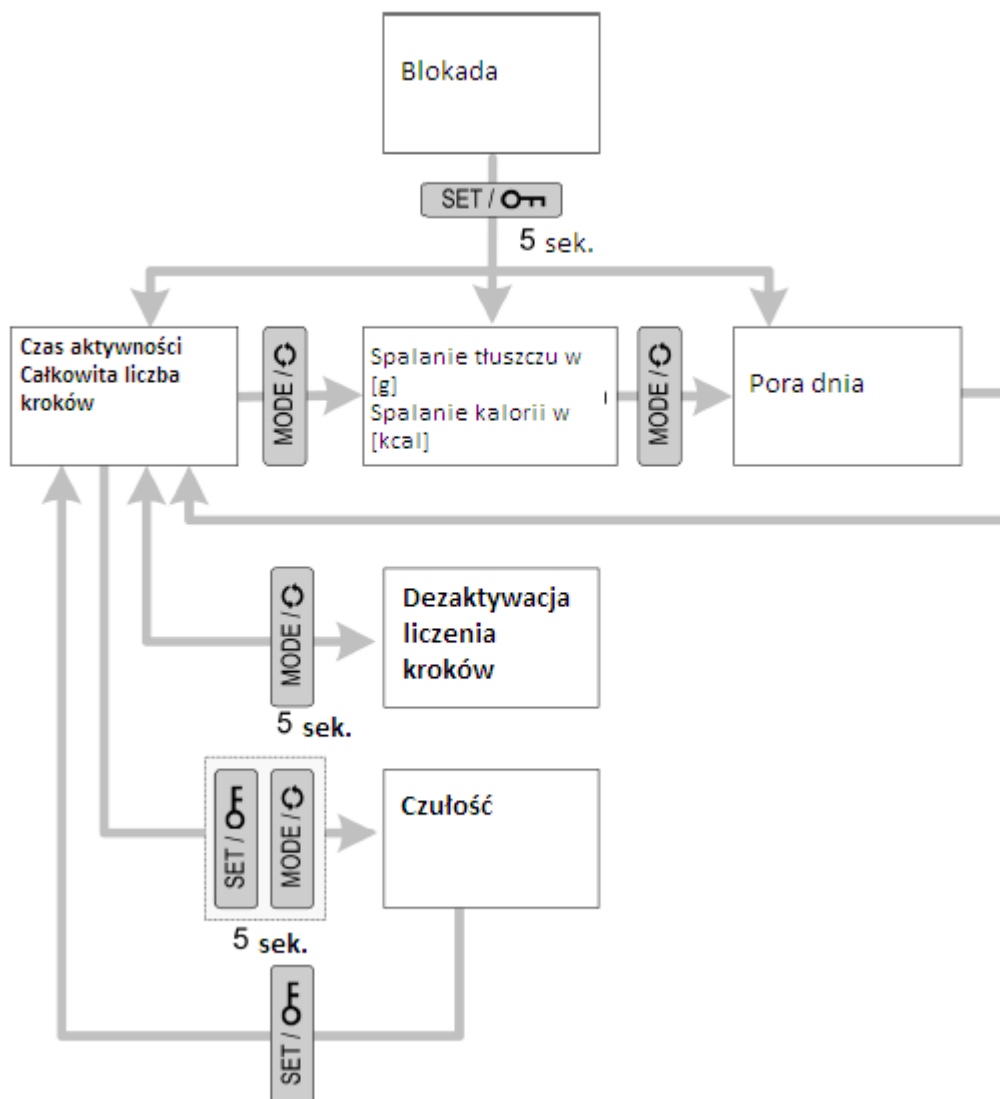 Blokada
SET /
5 sek.
Czas aktywności
Całkowita liczba
kroków
MODE /
Spalanie tłuszczu w
[g]
Spalanie kalorii w
[kcal]
MODE /
Pora dnia
MODE /
5 sek.
Dezaktywacja
liczenia
kroków
SET /
MODE /
5 sek.
Czułość
SET /